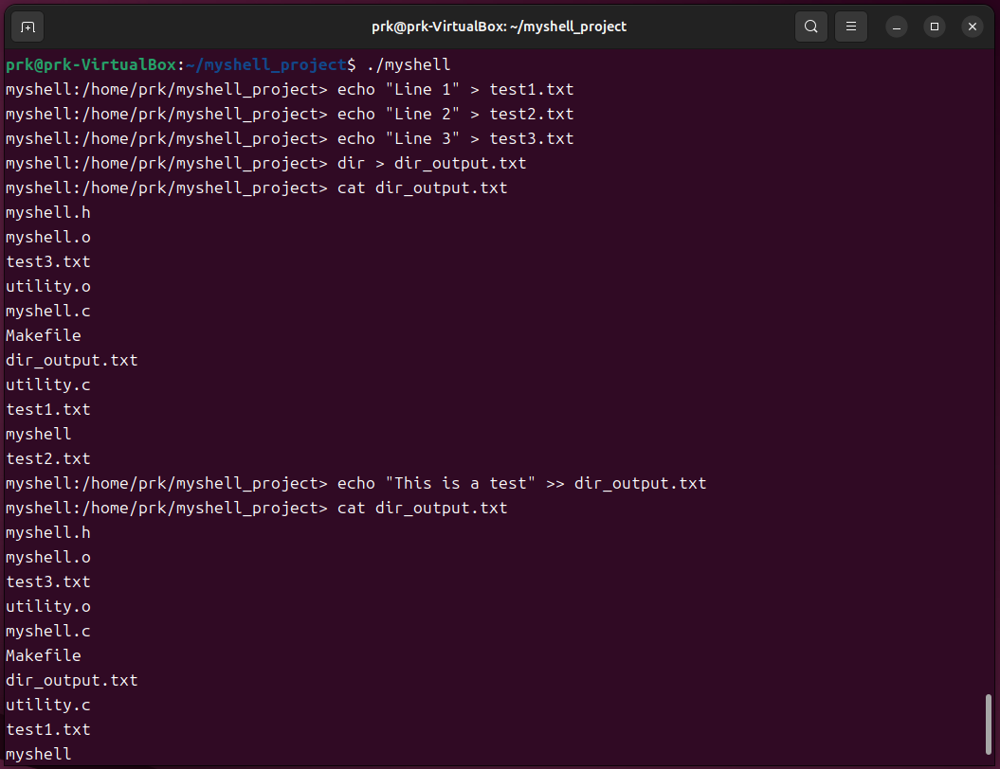 prk@prk-VirtualBox: ~/myshell_project
prk@prk-VirtualBox:~/myshell_project$ ./myshell
myshell:/home/prk/myshell_project> echo "Line 1" > test1.txt
myshell:/home/prk/myshell_project> echo "Line 2" > test2.txt
myshell:/home/prk/myshell_project> echo "Line 3" > test3.txt
myshell:/home/prk/myshell_project> dir > dir_output.txt
myshell:/home/prk/myshell_project> cat dir_output.txt
myshell.h
myshell.o
test3.txt
utility.o
myshell.c
Makefile
dir_output.txt
utility.c
test1.txt
myshell
test2.txt
myshell:/home/prk/myshell_project> echo "This is a test" >> dir_output.txt
myshell:/home/prk/myshell_project> cat dir_output.txt
myshell.h
myshell.o
test3.txt
utility.o
myshell.c
Makefile
dir_output.txt
utility.c
test1.txt
myshell